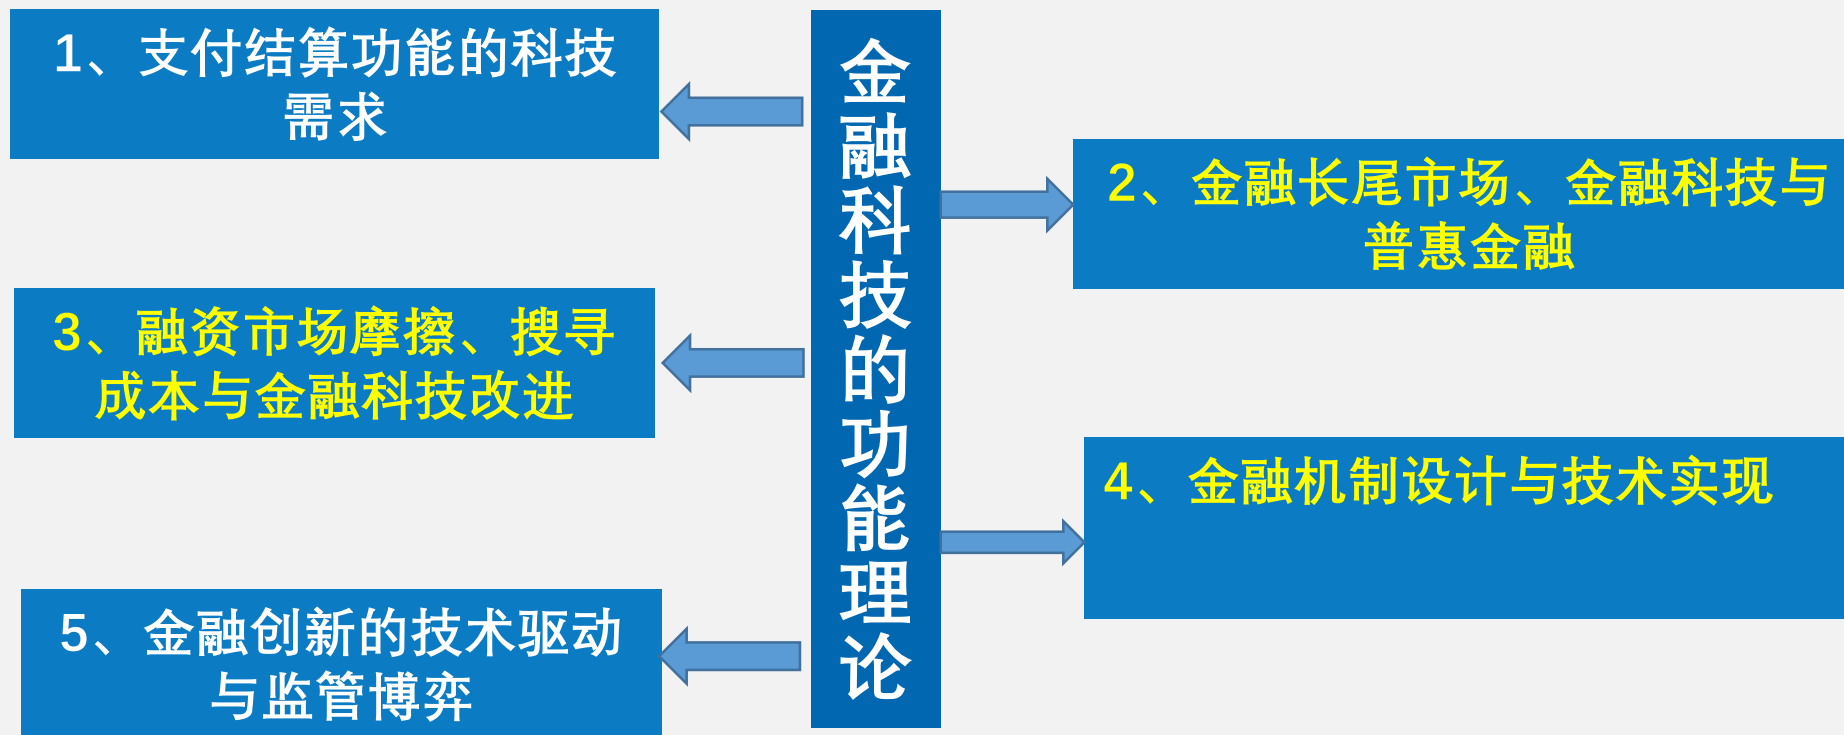 1、支付结算功能的科技
需求
金融科技的功能理论
2、金融长尾市场、金融科技与
普惠金融
3、融资市场摩擦、搜寻
成本与金融科技改进
4、金融机制设计与技术实现
5、金融创新的技术驱动
与监管博弈